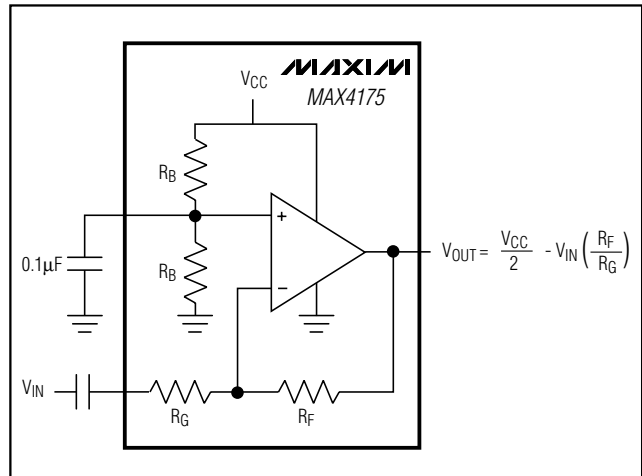 MAXIM
VCC
MAX4175
RB
+
0.1µF
RB
−
VOUT = VCC/2 - VIN (RF/RG)
VIN
RG
RF